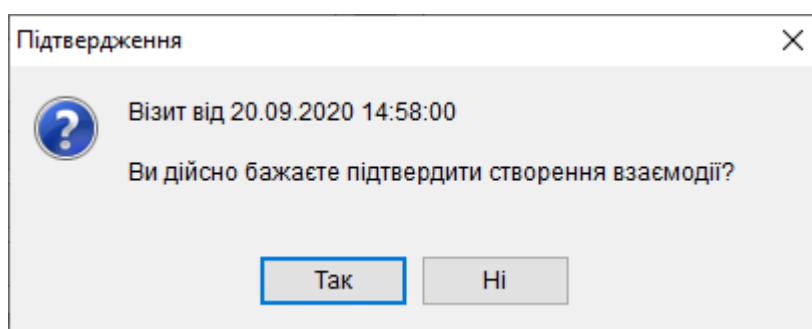 Підтвердження
Візит від 20.09.2020 14:58:00
Ви дійсно бажаєте підтвердити створення взаємодії?
Так
Ні